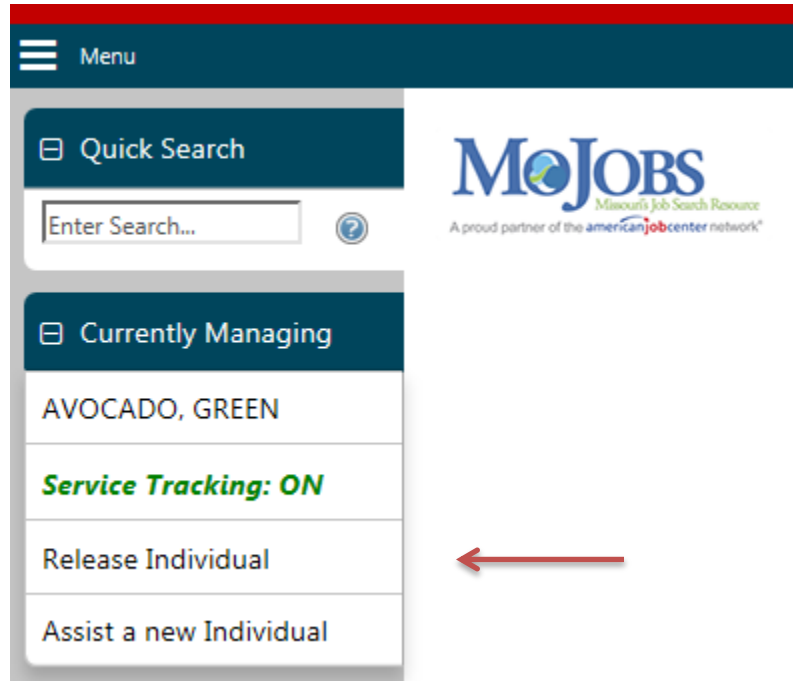 Menu
Quick Search
Enter Search...
?
Currently Managing
AVOCADO, GREEN
Service Tracking: ON
Release Individual
Assist a new Individual
MoJOBS
Missouri's Job Search Resource
A proud partner of the americanjobcenter network®